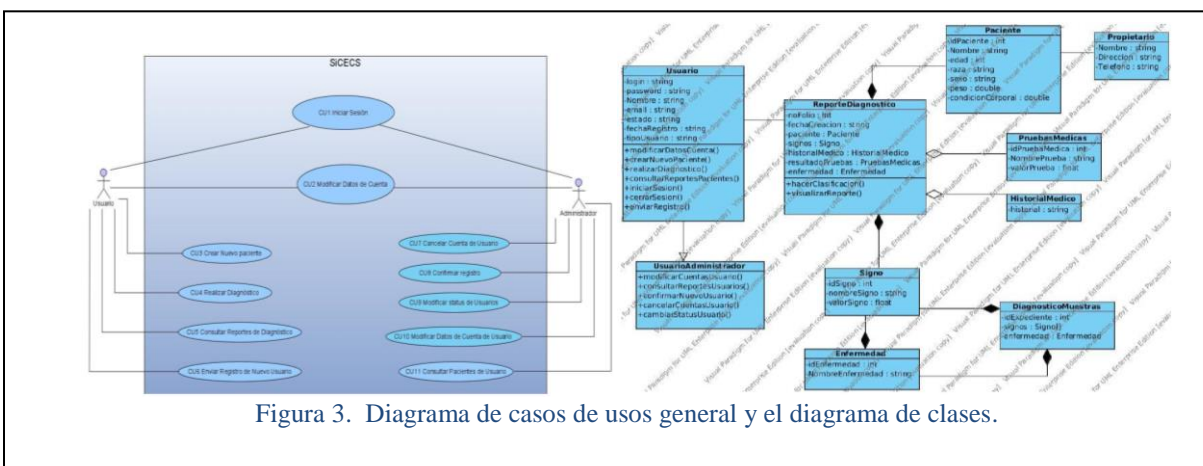 SiCECS
CU1 Iniciar Sesión
CU2 Modificar Datos de Cuenta
Usuario
Administrador
CU3 Crear Nuevo paciente
CU4 Realizar Diagnóstico
CU5 Consultar Reportes de Diagnóstico
CU6 Enviar Registro de Nuevo Usuario
CU7 Cancelar Cuenta de Usuario
CU8 Confirmar registro
CU9 Modificar status de Usuarios
CU10 Modificar Datos de Cuenta de Usuario
CU11 Consultar Pacientes de Usuario
Usuario
-login : string
-password : string
-Nombre : string
-email : string
-estado : string
-fechaRegistro : string
-tipoUsuario : string
+modificarDatosCuenta()
+crearNuevoPaciente()
+realizarDiagnostico()
+consultarReportesPacientes()
+iniciarSesion()
+cerrarSesion()
+enviarRegistro()
UsuarioAdministrador
+modificarCuentasUsuario()
+consultarReportesUsuarios()
+confirmarNuevoUsuario()
+cancelarCuentasUsuario()
+cambiarStatusUsuario()
Paciente
-idPaciente : int
-Nombre : string
-edad : int
-raza : string
-sexo : string
-peso : double
-condicionCorporal : double
Propietario
-Nombre : string
-Direccion : string
-Telefono : string
ReporteDiagnostico
-noFolio : int
-fechaCreacion : string
-paciente : Paciente
-signos : Signo
-historialMedico : HistorialMedico
-resultadoPruebas : PruebasMedicas
-enfermedad : Enfermedad
+hacerClasificacion()
+visualizarReporte()
PruebasMedicas
-idPruebaMedica : int
-NombrePrueba : string
-valorPrueba : float
HistorialMedico
-historial : string
Signo
-idSigno : int
-nombreSigno : string
-valorSigno : float
DiagnosticoMuestras
-idExpediente : int
-signos : Signo()
-enfermedad : Enfermedad
Enfermedad
-idEnfermedad : int
-NombreEnfermedad : string
Visual Paradigm for UML Enterprise Edition [evaluation copy]
Figura 3. Diagrama de casos de usos general y el diagrama de clases.